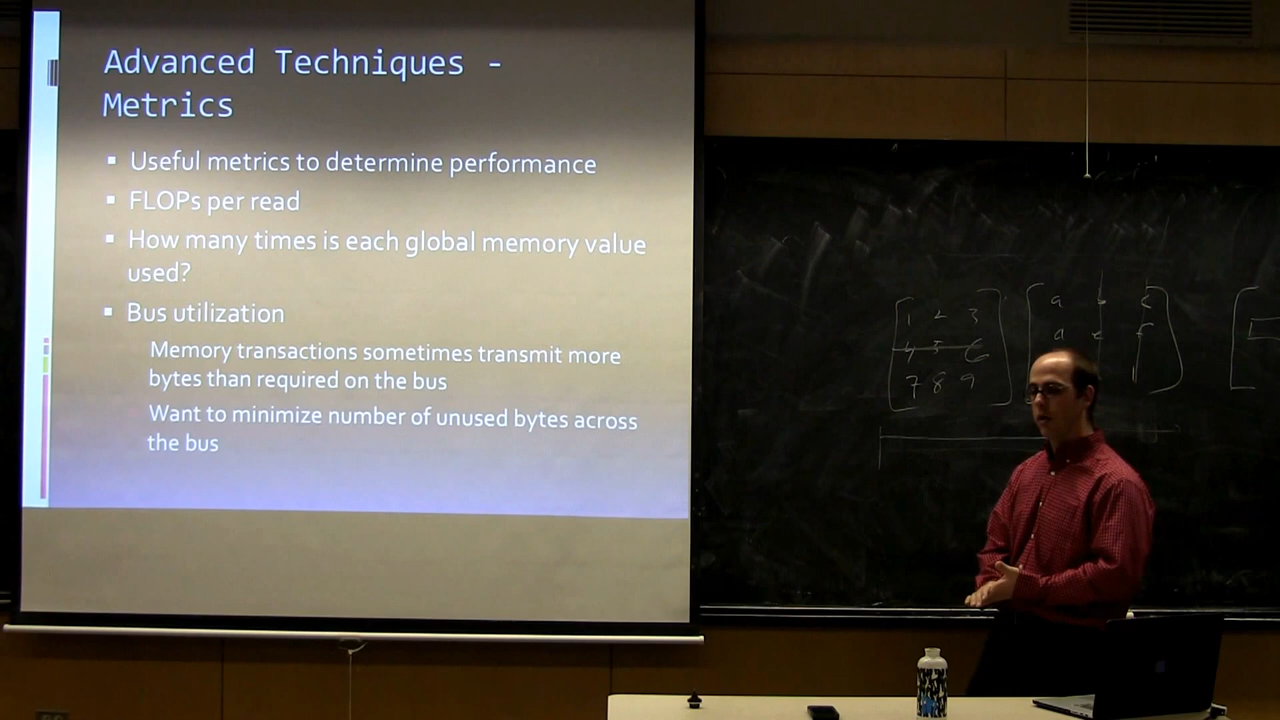 Advanced Techniques -
Metrics
▪ Useful metrics to determine performance
▪ FLOPs per read
▪ How many times is each global memory value
used?
▪ Bus utilization
Memory transactions sometimes transmit more
bytes than required on the bus
Want to minimize number of unused bytes across
the bus
1 2 3 a b c
4 5 6
7 8 9